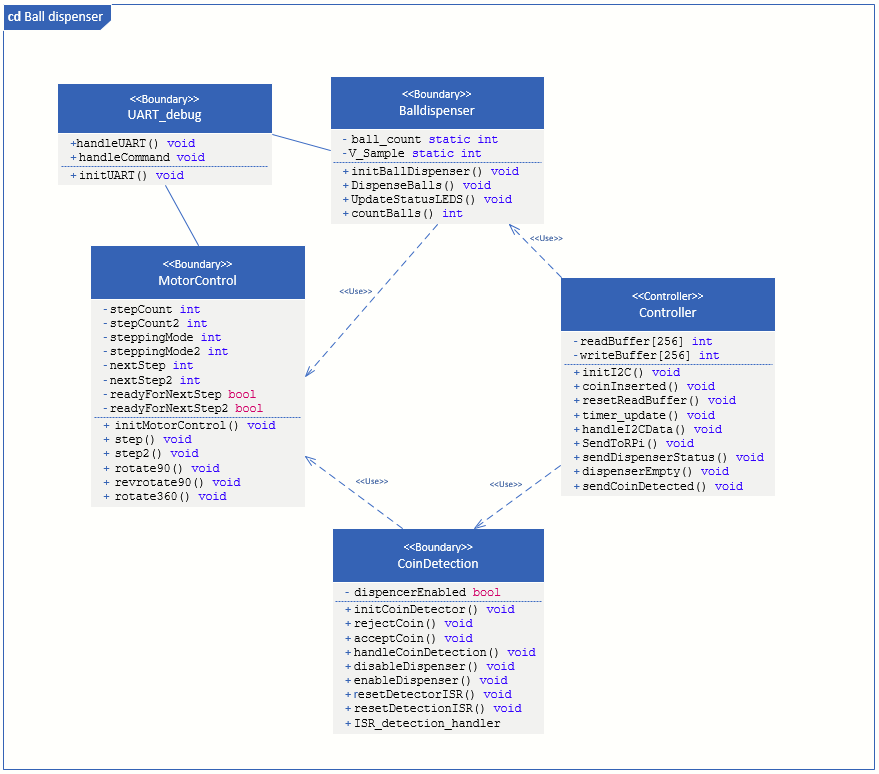 cd Ball dispenser
<<Boundary>>
UART_debug
+handleUART() void
+handleCommand void
+initUART() void
<<Boundary>>
Balldispenser
- ball_count static int
-V_Sample static int
+initBallDispenser() void
+DispenseBalls() void
+UpdateStatusLEDS() void
+countBalls() int
<<Use>>
<<Use>>
<<Boundary>>
MotorControl
-stepCount int
-stepCount2 int
-steppingMode int
-steppingMode2 int
-nextStep int
-nextStep2 int
-readyForNextStep bool
-readyForNextStep2 bool
+ initMotorControl() void
+ step() void
+ step2() void
+ rotate90() void
+ revrotate90() void
+ rotate360() void
<<Controller>>
Controller
-readBuffer[256] int
-writeBuffer[256] int
+initI2C() void
+coinInserted() void
+resetReadBuffer() void
+timer_update() void
+handleI2CData() void
+SendToRPi() void
+sendDispenserStatus() void
+dispenserEmpty() void
+sendCoinDetected() void
<<Use>>
<<Use>>
<<Boundary>>
CoinDetection
- dispencerEnabled bool
+initCoinDetector() void
+rejectCoin() void
+acceptCoin() void
+handleCoinDetection() void
+disableDispenser() void
+enableDispenser() void
+resetDetectorISR() void
+resetDetectionISR() void
+ISR_detection_handler